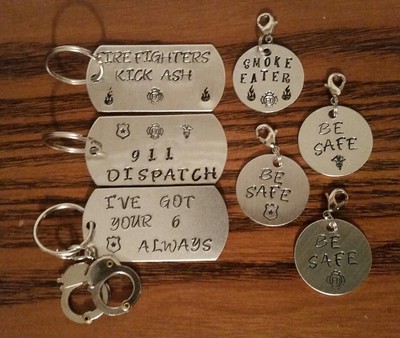 FIREFIGHTERS
KICK ASH
911
DISPATCH
I'VE GOT
YOUR 6
ALWAYS
SMOKE
EATER
BE
SAFE
BE
SAFE
BE
SAFE